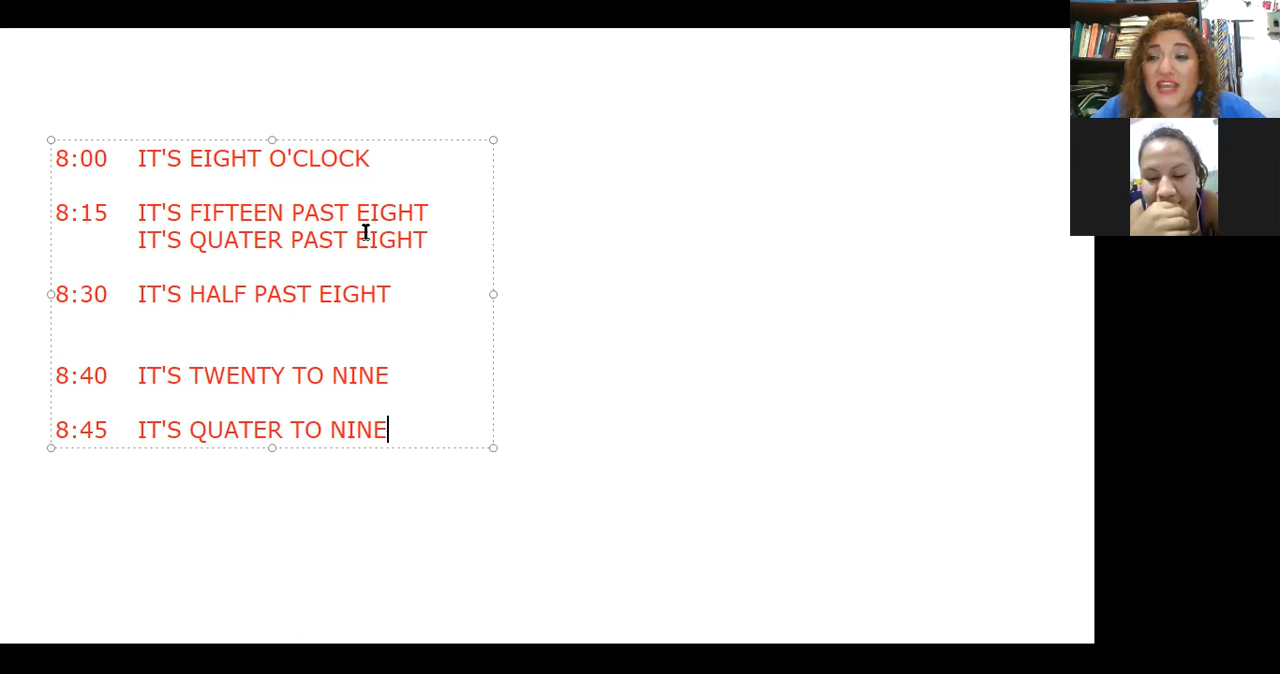 8:00 IT'S EIGHT O'CLOCK
8:15 IT'S FIFTEEN PAST EIGHT
IT'S QUATER PAST EIGHT
8:30 IT'S HALF PAST EIGHT
8:40 IT'S TWENTY TO NINE
8:45 IT'S QUATER TO NINE